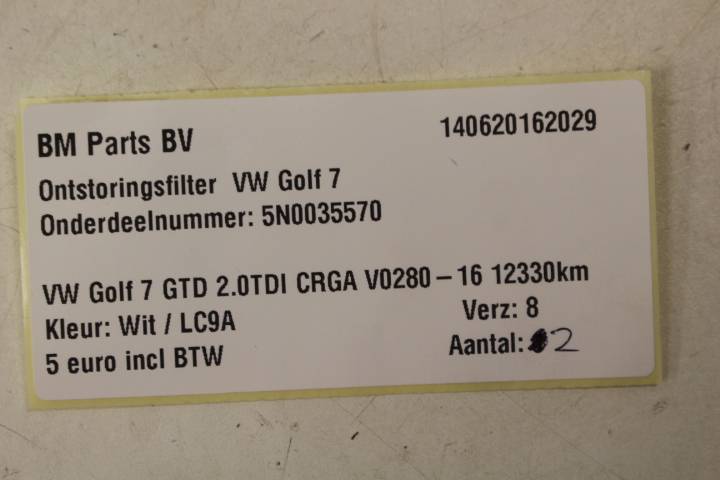 BM Parts BV 140620162029
Ontstoringsfilter VW Golf 7
Onderdeelnummer: 5N0035570
VW Golf 7 GTD 2.0TDI CRGA V0280-16 12330km
Kleur: Wit / LC9A Verz: 8
5 euro incl BTW Aantal: 2